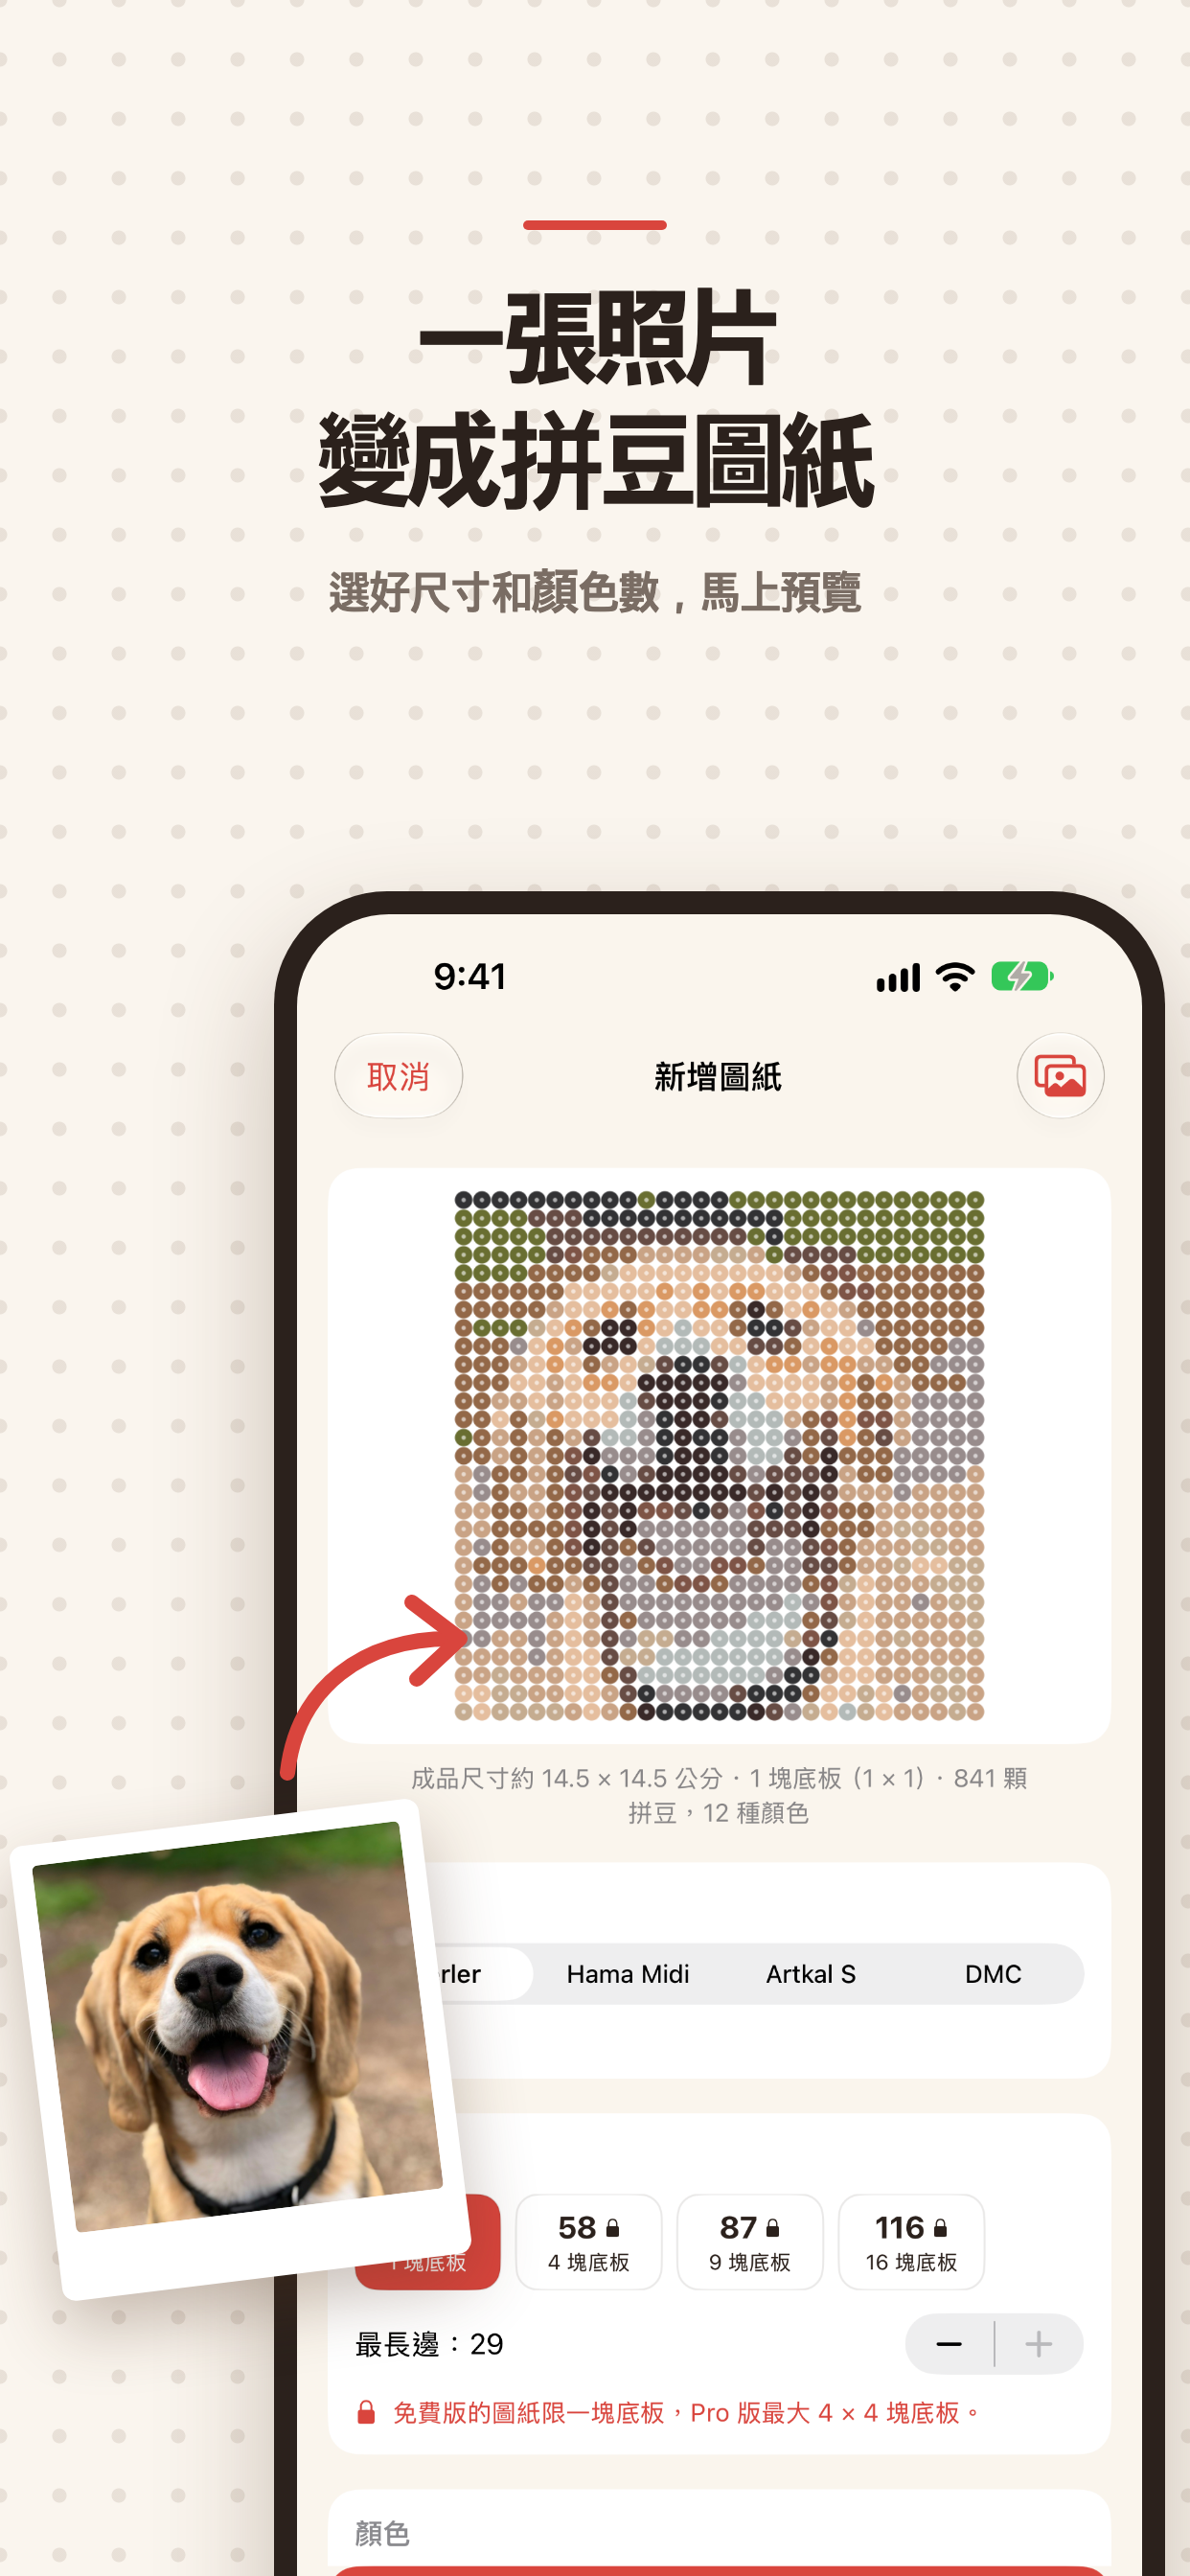 一張照片
變成拼豆圖紙
選好尺寸和顏色數，馬上預覽
9:41
取消
新增圖紙
成品尺寸約 14.5 × 14.5 公分 · 1 塊底板（1 × 1）· 841 顆
拼豆，12 種顏色
rler
Hama Midi
Artkal S
DMC
58
87
116
1 塊底板
4 塊底板
9 塊底板
16 塊底板
最長邊：29
免費版的圖紙限一塊底板，Pro 版最大 4 × 4 塊底板。
顏色